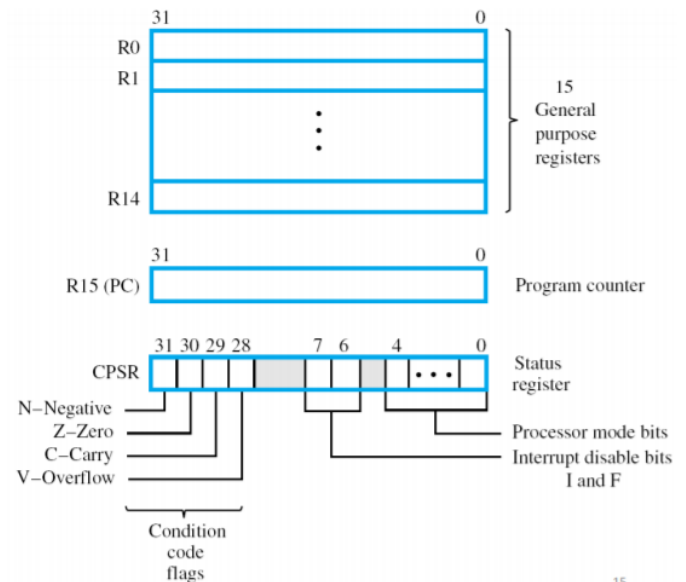 31 0
R0
R1
15
General
purpose
registers
R14
31 0
R15 (PC)
Program counter
31 30 29 28 7 6 4 0
CPSR
Status
register
N–Negative
Z–Zero
C–Carry
V–Overflow
Processor mode bits
Interrupt disable bits
I and F
Condition
code
flags
15